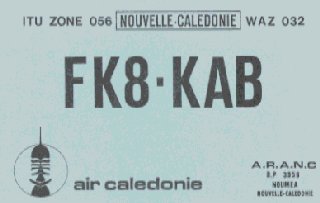 ITU ZONE 056 NOUVELLE-CALEDONIE WAZ 032
FK8·KAB
air caledonie
A.R.A.N.C
B.P 3956
NOUMEA
NOUVELLE-CALEDONIE